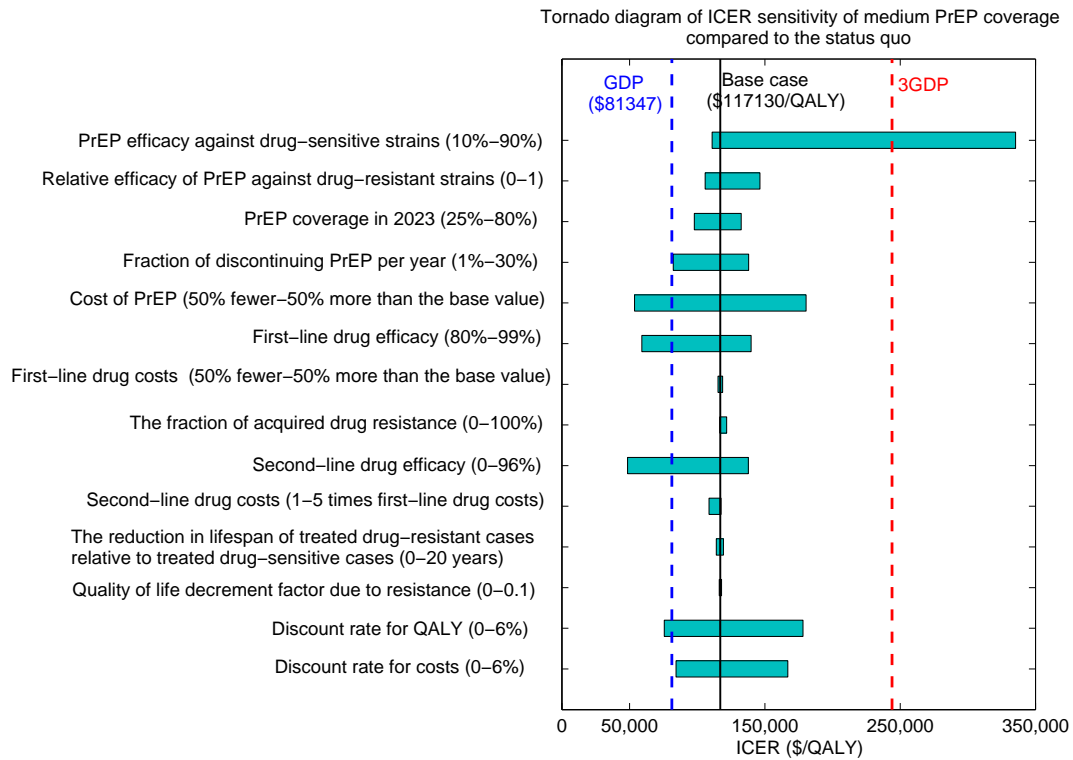 Tornado diagram of ICER sensitivity of medium PrEP coverage
compared to the status quo
GDP
($81347)
Base case
($117130/QALY)
3GDP
PrEP efficacy against drug−sensitive strains (10%−90%)
Relative efficacy of PrEP against drug−resistant strains (0−1)
PrEP coverage in 2023 (25%−80%)
Fraction of discontinuing PrEP per year (1%−30%)
Cost of PrEP (50% fewer−50% more than the base value)
First−line drug efficacy (80%−99%)
First−line drug costs  (50% fewer−50% more than the base value)
The fraction of acquired drug resistance (0−100%)
Second−line drug efficacy (0−96%)
Second−line drug costs (1−5 times first−line drug costs)
The reduction in lifespan of treated drug−resistant cases
relative to treated drug−sensitive cases (0−20 years)
Quality of life decrement factor due to resistance (0−0.1)
Discount rate for QALY (0−6%)
Discount rate for costs (0−6%)
0 50,000 150,000 250,000 350,000
ICER ($/QALY)